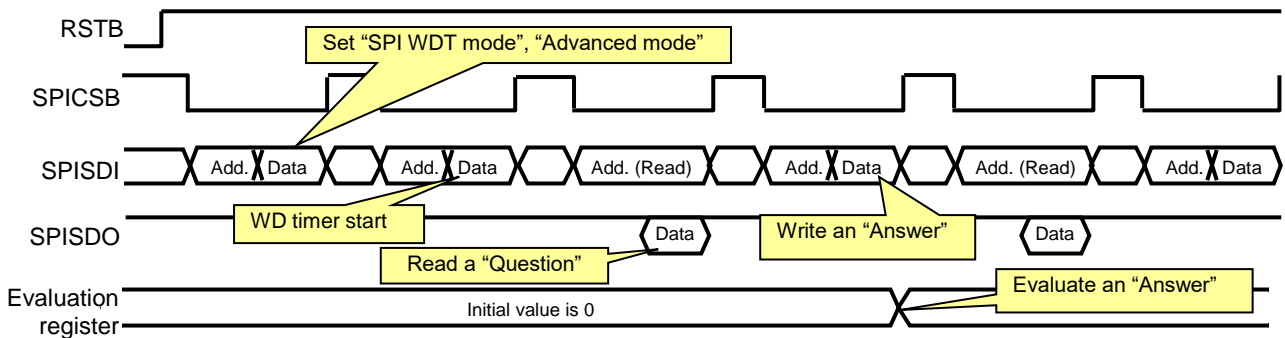 RSTB
Set “SPI WDT mode”, “Advanced mode”
SPICSB
SPISDI
Add. Data
Add. Data
Add. (Read)
Add. Data
Add. (Read)
Add. Data
WD timer start
Write an “Answer”
SPISDO
Data
Data
Read a “Question”
Evaluate an “Answer”
Evaluation
register
Initial value is 0